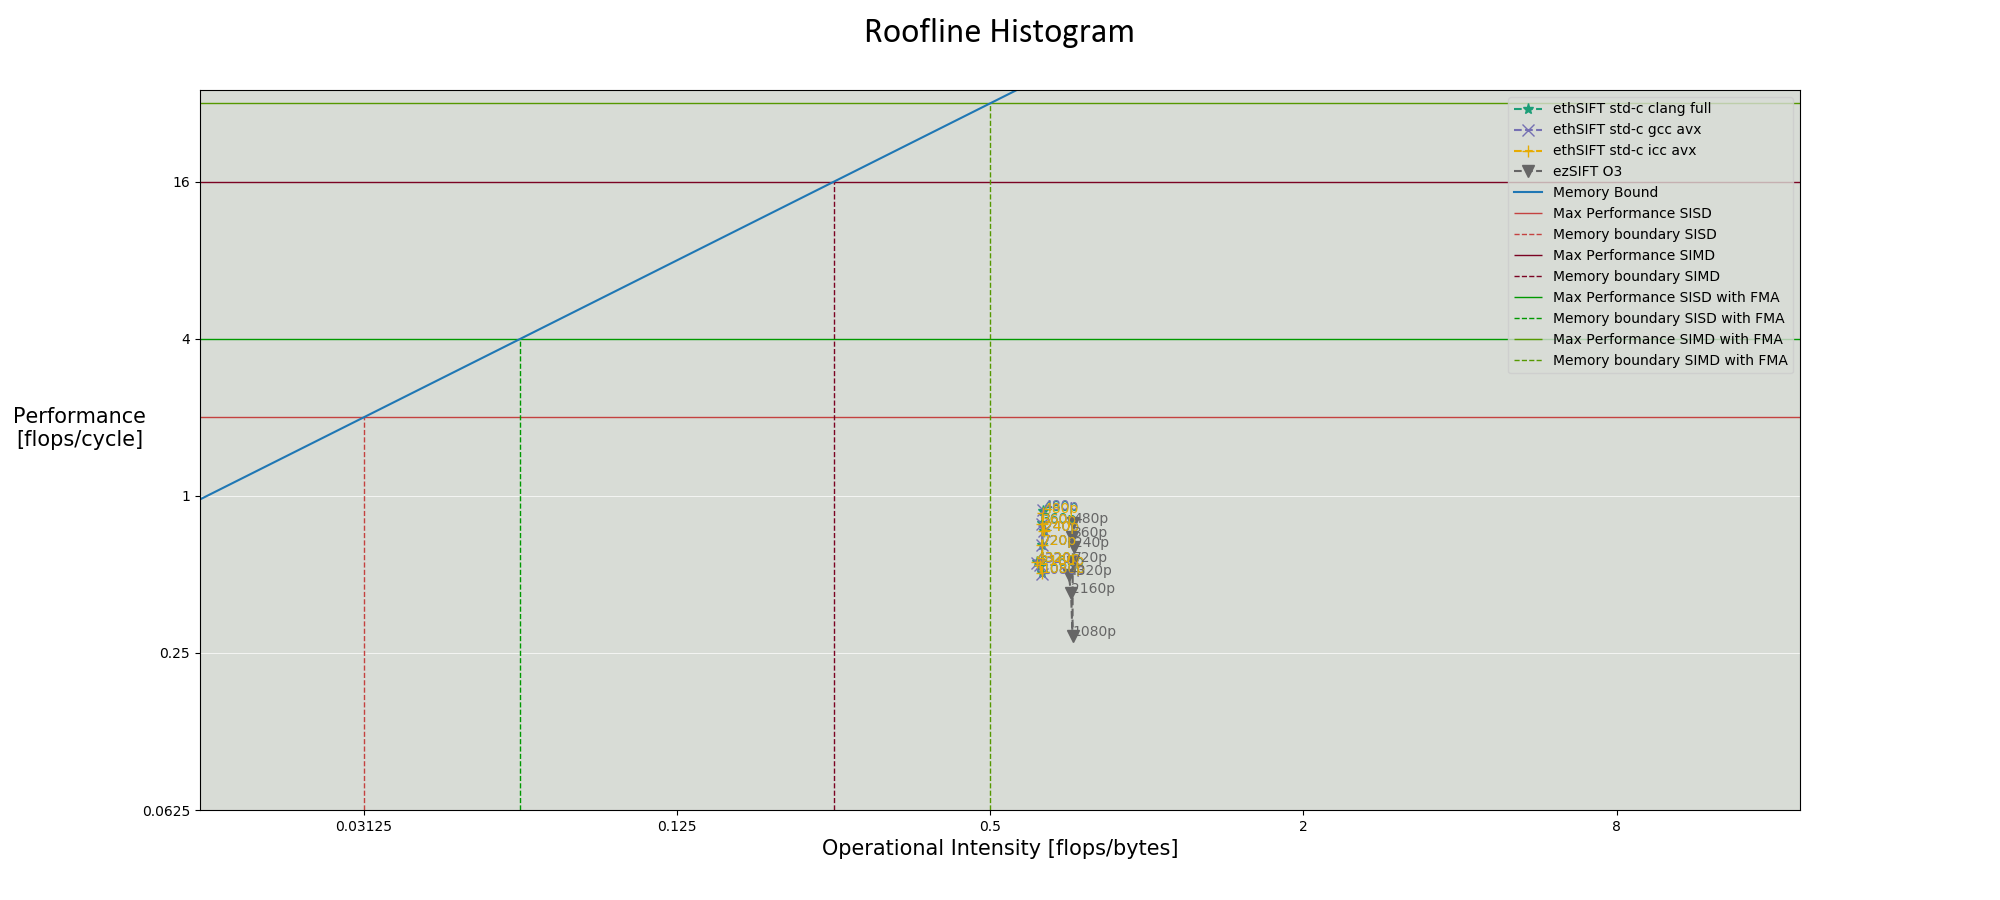 Roofline Histogram
ethSIFT std-c clang full
ethSIFT std-c gcc avx
ethSIFT std-c icc avx
ezSIFT O3
Memory Bound
Max Performance SISD
Memory boundary SISD
Max Performance SIMD
Memory boundary SIMD
Max Performance SISD with FMA
Memory boundary SISD with FMA
Max Performance SIMD with FMA
Memory boundary SIMD with FMA
16
4
Performance
[flops/cycle]
1
480p
480p
360p
240p
240p
720p
2160p
1080p
0.25
0.0625
0.03125
0.125
0.5
2
8
Operational Intensity [flops/bytes]